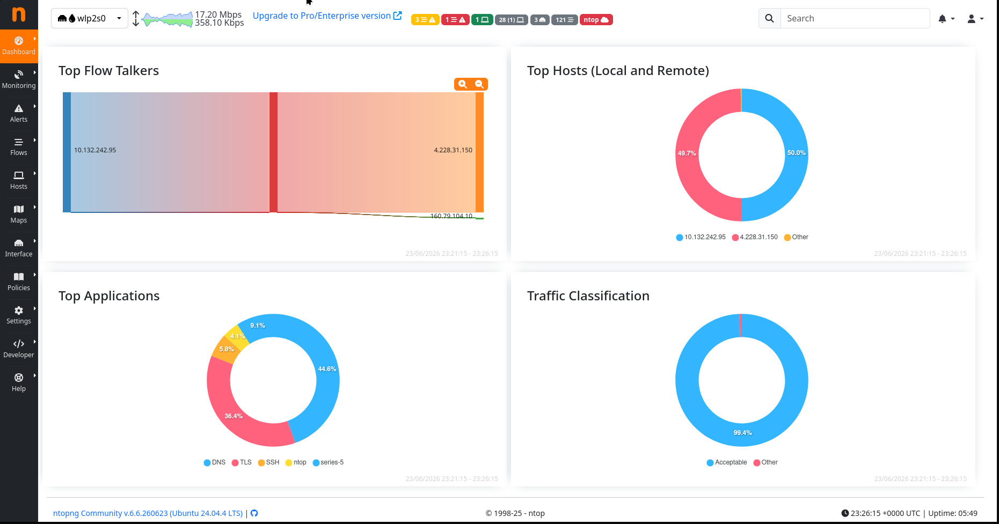 n
wlp2s0
17.20 Mbps
358.10 Kbps
Upgrade to Pro/Enterprise version
3
1
1
28 (1)
3
121
ntop
Search
Dashboard
Monitoring
Alerts
Flows
Hosts
Maps
Interface
Policies
Settings
Developer
Help
Top Flow Talkers
10.132.242.95
4.228.31.150
160.79.104.10
23/06/2026 23:21:15 - 23:26:15
Top Hosts (Local and Remote)
49.7%
50.0%
10.132.242.95 4.228.31.150 Other
23/06/2026 23:21:15 - 23:26:15
Top Applications
9.1%
4.1%
5.8%
44.6%
36.4%
DNS TLS SSH ntop series-5
23/06/2026 23:21:15 - 23:26:15
Traffic Classification
99.4%
Acceptable Other
23/06/2026 23:21:15 - 23:26:15
ntopng Community v.6.6.260623 (Ubuntu 24.04.4 LTS) |
© 1998-25 - ntop
23:26:15 +0000 UTC | Uptime: 05:49